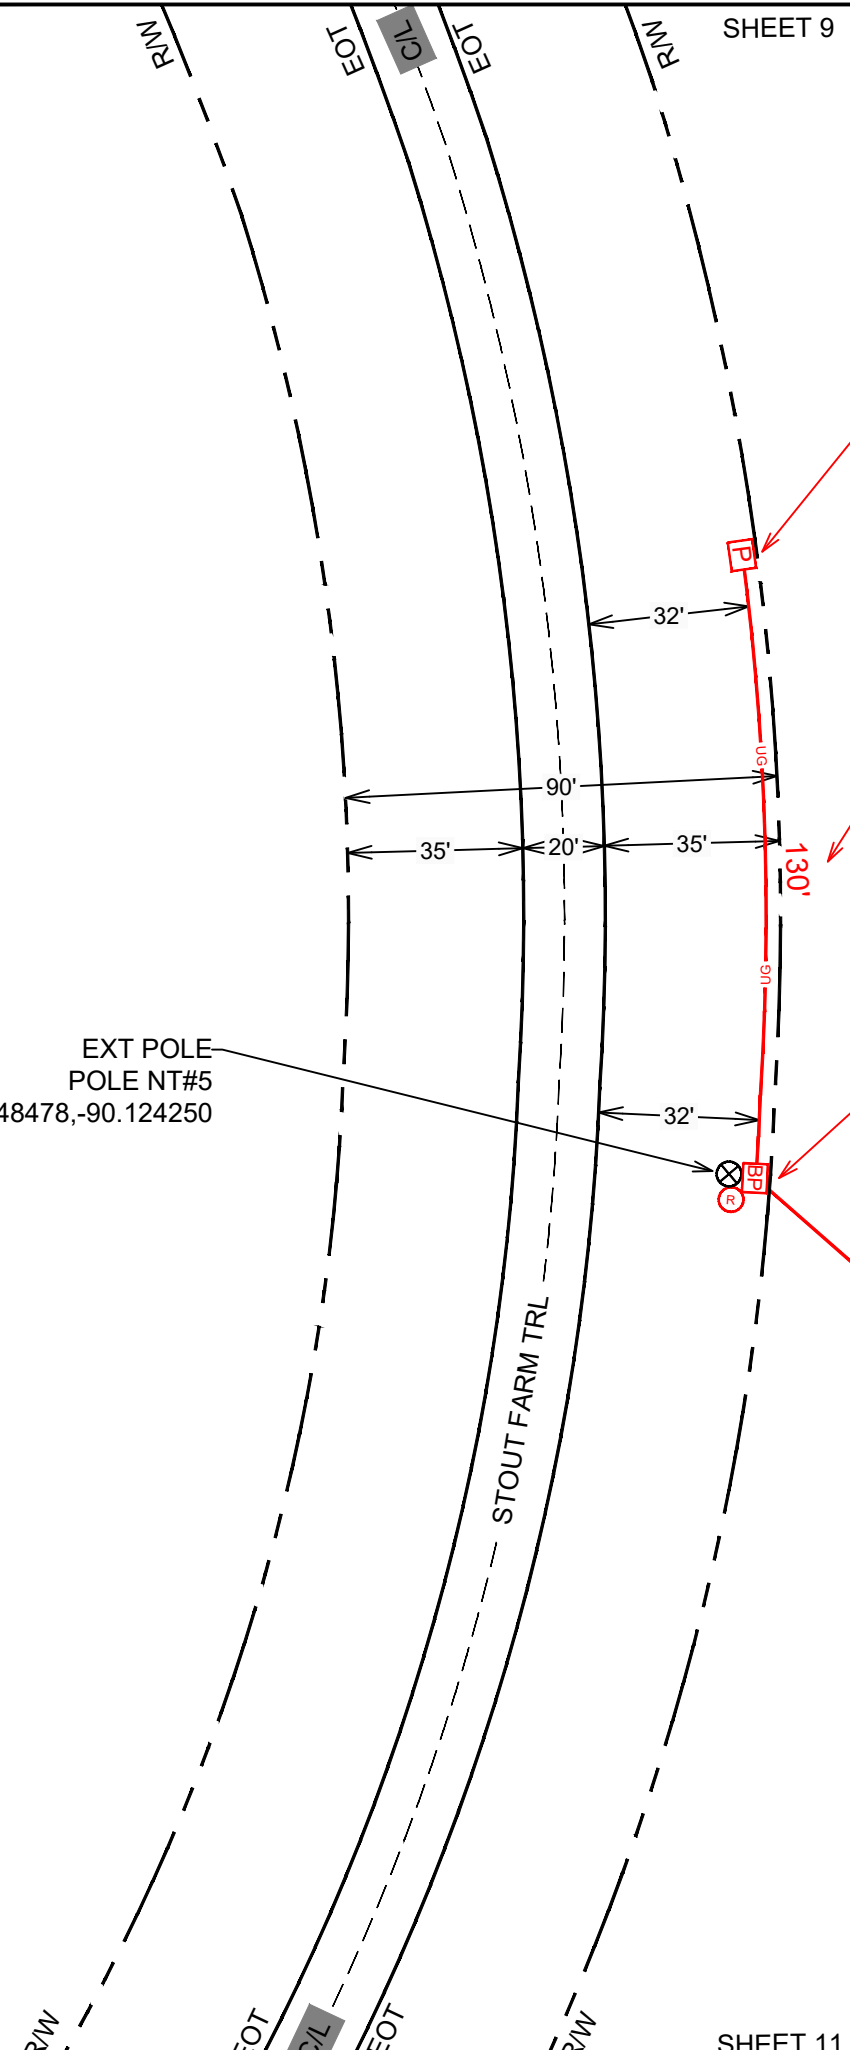 SHEET 9
R/W
EOT
C/L
EOT
R/W
P
32'
UG
90'
35'
20'
35'
130'
UG
EXT POLE
POLE NT#5
48478,-90.124250
32'
BP
R
STOUT FARM TRL
R/W
EOT
C/L
EOT
R/W
SHEET 11